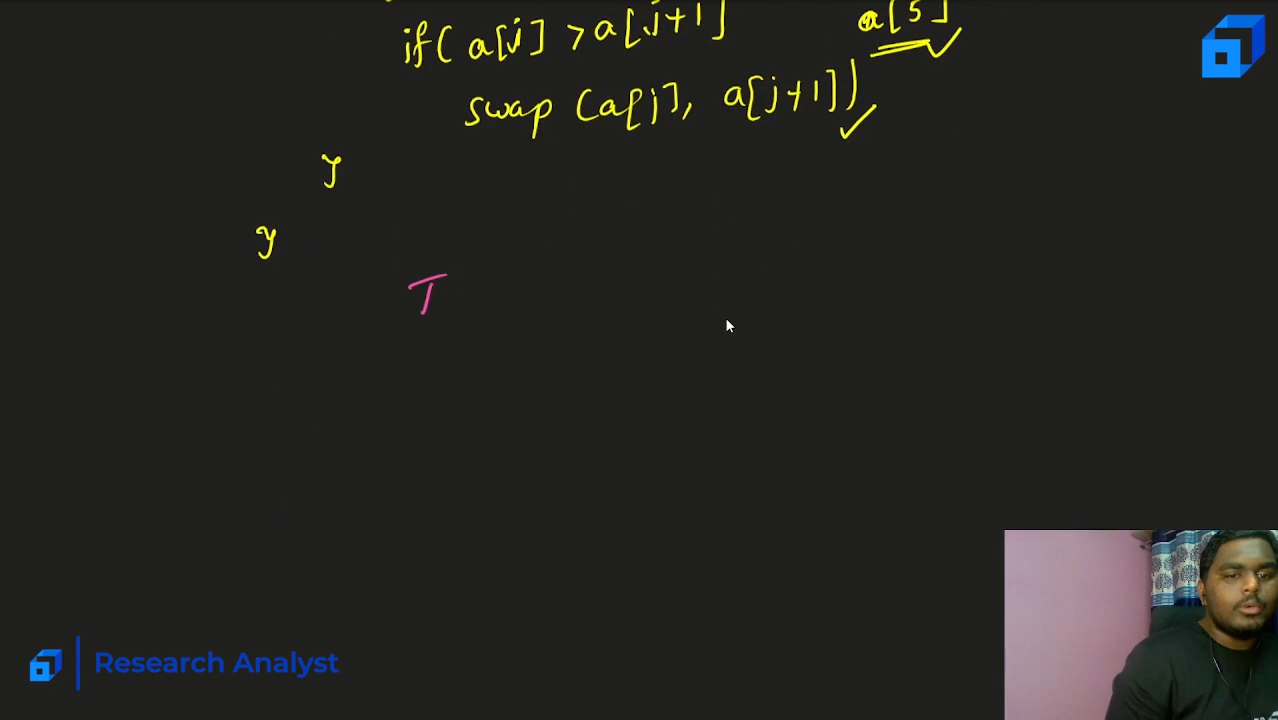 if( a[j] > a[j+1]
a[5]
swap (a[j], a[j+1])
}
}
T
Research Analyst